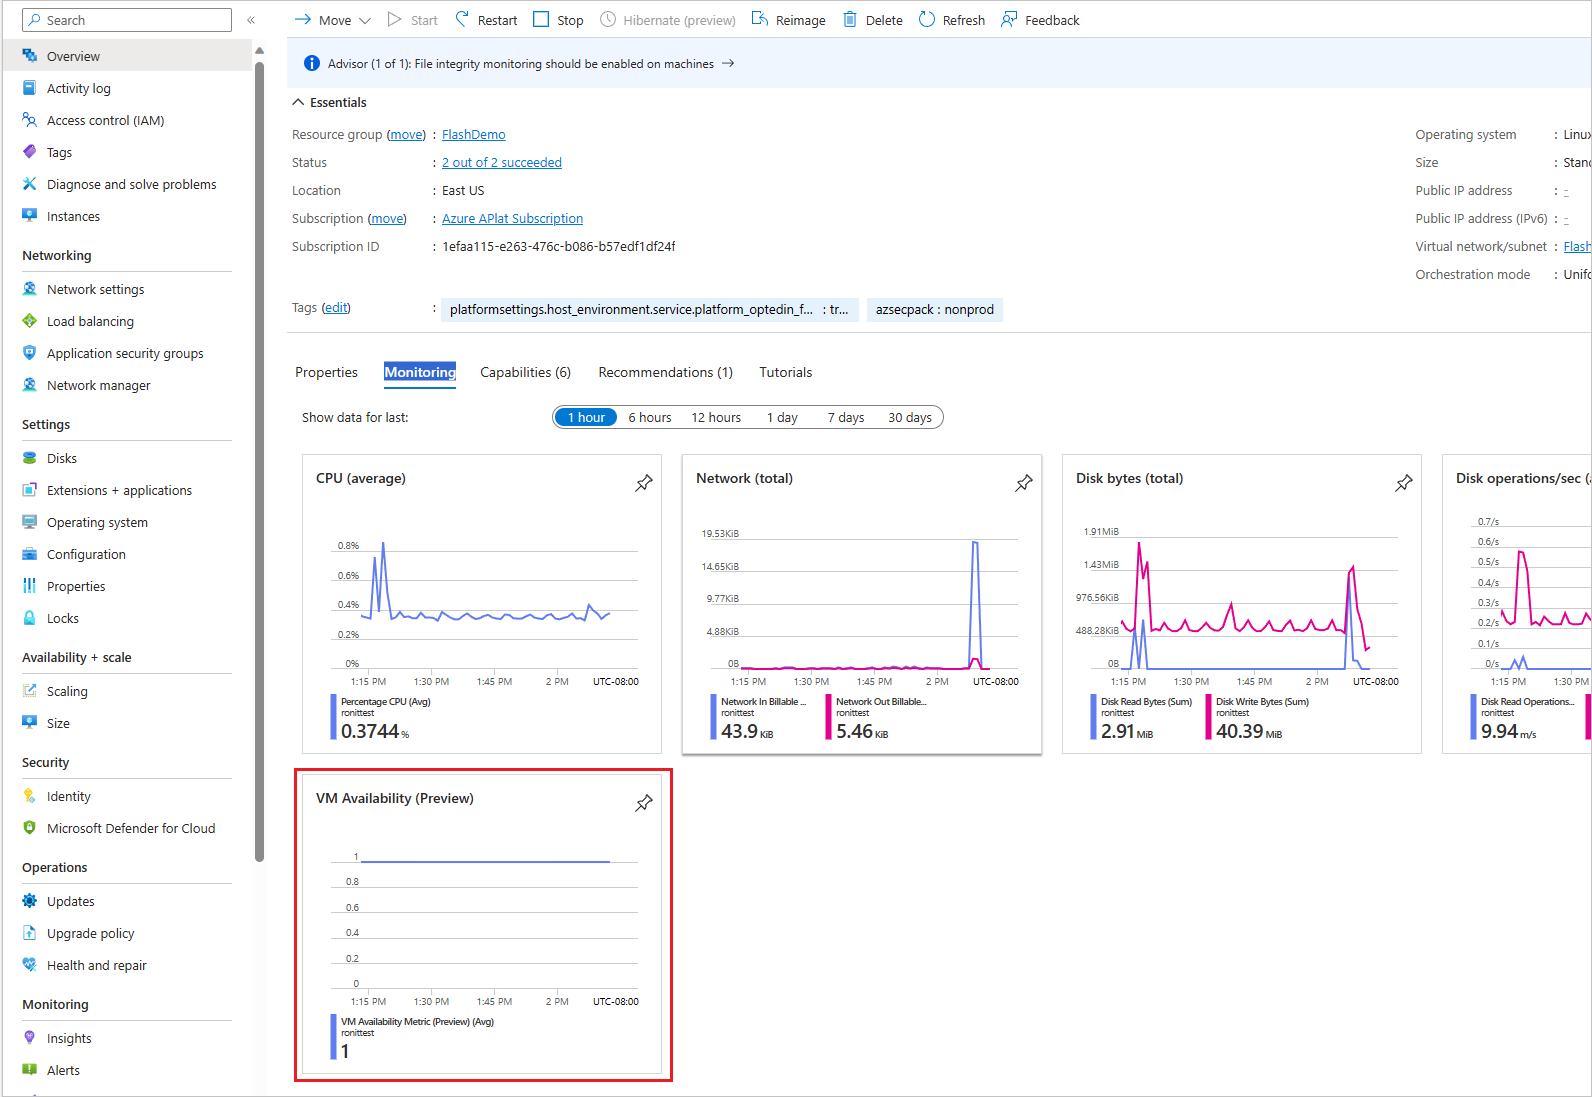 Search
«
Move
Start
Restart
Stop
Hibernate (preview)
Reimage
Delete
Refresh
Feedback
Overview
Activity log
Access control (IAM)
Tags
Diagnose and solve problems
Instances
Networking
Network settings
Load balancing
Application security groups
Network manager
Settings
Disks
Extensions + applications
Operating system
Configuration
Properties
Locks
Availability + scale
Scaling
Size
Security
Identity
Microsoft Defender for Cloud
Operations
Updates
Upgrade policy
Health and repair
Monitoring
Insights
Alerts
Advisor (1 of 1): File integrity monitoring should be enabled on machines →
Essentials
Resource group (move) : FlashDemo
Status : 2 out of 2 succeeded
Location : East US
Subscription (move) : Azure APlat Subscription
Subscription ID : 1efaa115-e263-476c-b086-b57edf1df24f
Operating system : Linux
Size : Stand
Public IP address : -
Public IP address (IPv6) : -
Virtual network/subnet : Flash
Orchestration mode : Unifo
Tags (edit) : platformsettings.host_environment.service.platform_optedin_f... : tr... azsecpack : nonprod
Properties Monitoring Capabilities (6) Recommendations (1) Tutorials
Show data for last: 1 hour 6 hours 12 hours 1 day 7 days 30 days
CPU (average)
0.8%
0.6%
0.4%
0.2%
0%
1:15 PM 1:30 PM 1:45 PM 2 PM UTC-08:00
Percentage CPU (Avg)
ronittest
0.3744 %
Network (total)
19.53KiB
14.65KiB
9.77KiB
4.88KiB
0B
1:15 PM 1:30 PM 1:45 PM 2 PM UTC-08:00
Network In Billable ...
ronittest
43.9 KiB
Network Out Billable...
ronittest
5.46 KiB
Disk bytes (total)
1.91MiB
1.43MiB
976.56KiB
488.28KiB
0B
1:15 PM 1:30 PM 1:45 PM 2 PM UTC-08:00
Disk Read Bytes (Sum)
ronittest
2.91 MiB
Disk Write Bytes (Sum)
ronittest
40.39 MiB
Disk operations/sec (a
0.7/s
0.6/s
0.5/s
0.4/s
0.3/s
0.2/s
0.1/s
0/s
1:15 PM 1:30 PM
Disk Read Operations...
ronittest
9.94 m/s
VM Availability (Preview)
1
0.8
0.6
0.4
0.2
0
1:15 PM 1:30 PM 1:45 PM 2 PM UTC-08:00
VM Availability Metric (Preview) (Avg)
ronittest
1